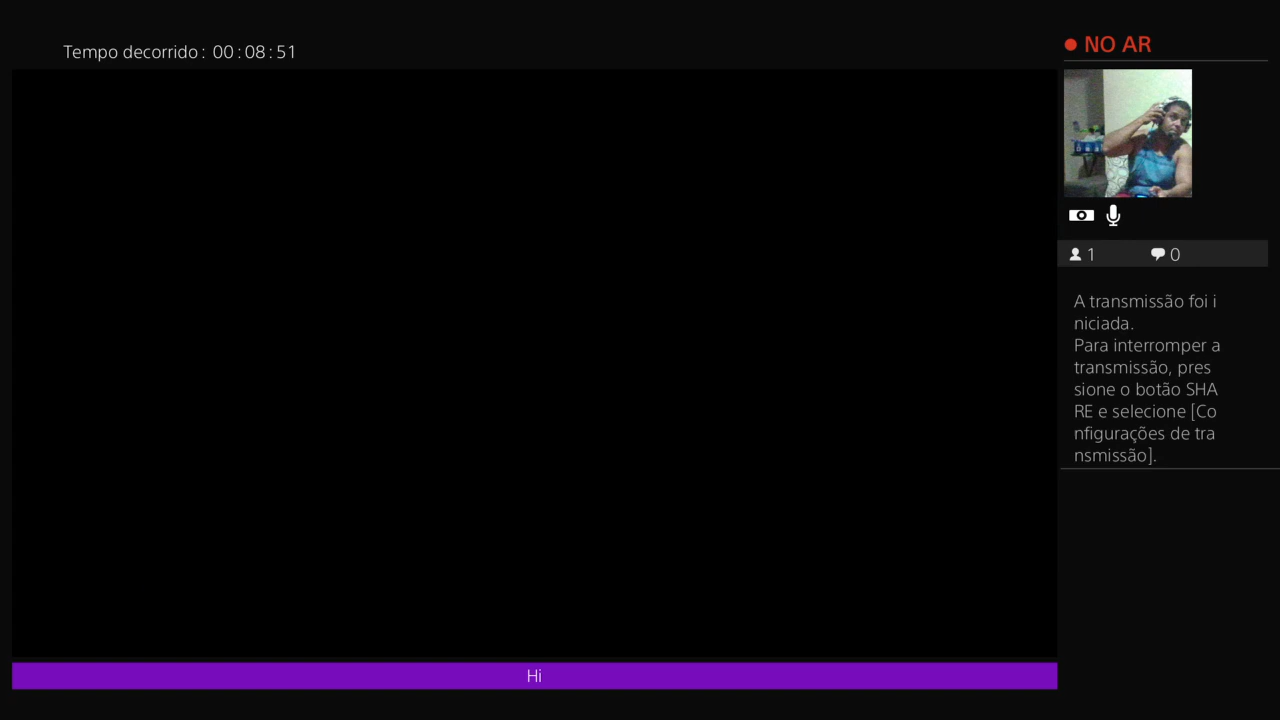 Tempo decorrido : 00 : 08 : 51
NO AR
1
0
A transmissão foi i
niciada.
Para interromper a
transmissão, pres
sione o botão SHA
RE e selecione [Co
nfigurações de tra
nsmissão].
Hi